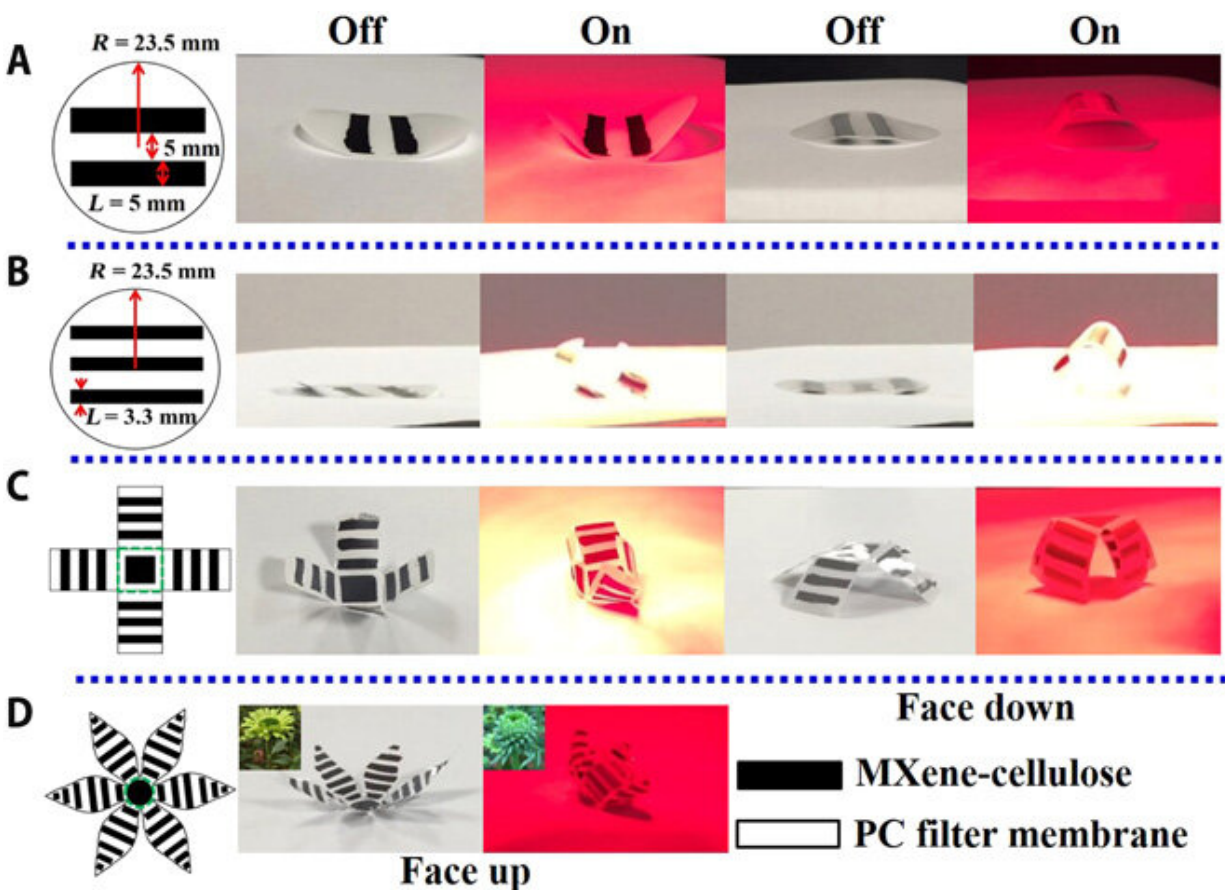 Off On Off On
A
R = 23.5 mm
5 mm
L = 5 mm
B
R = 23.5 mm
L = 3.3 mm
C
D
Face up
Face down
MXene-cellulose
PC filter membrane